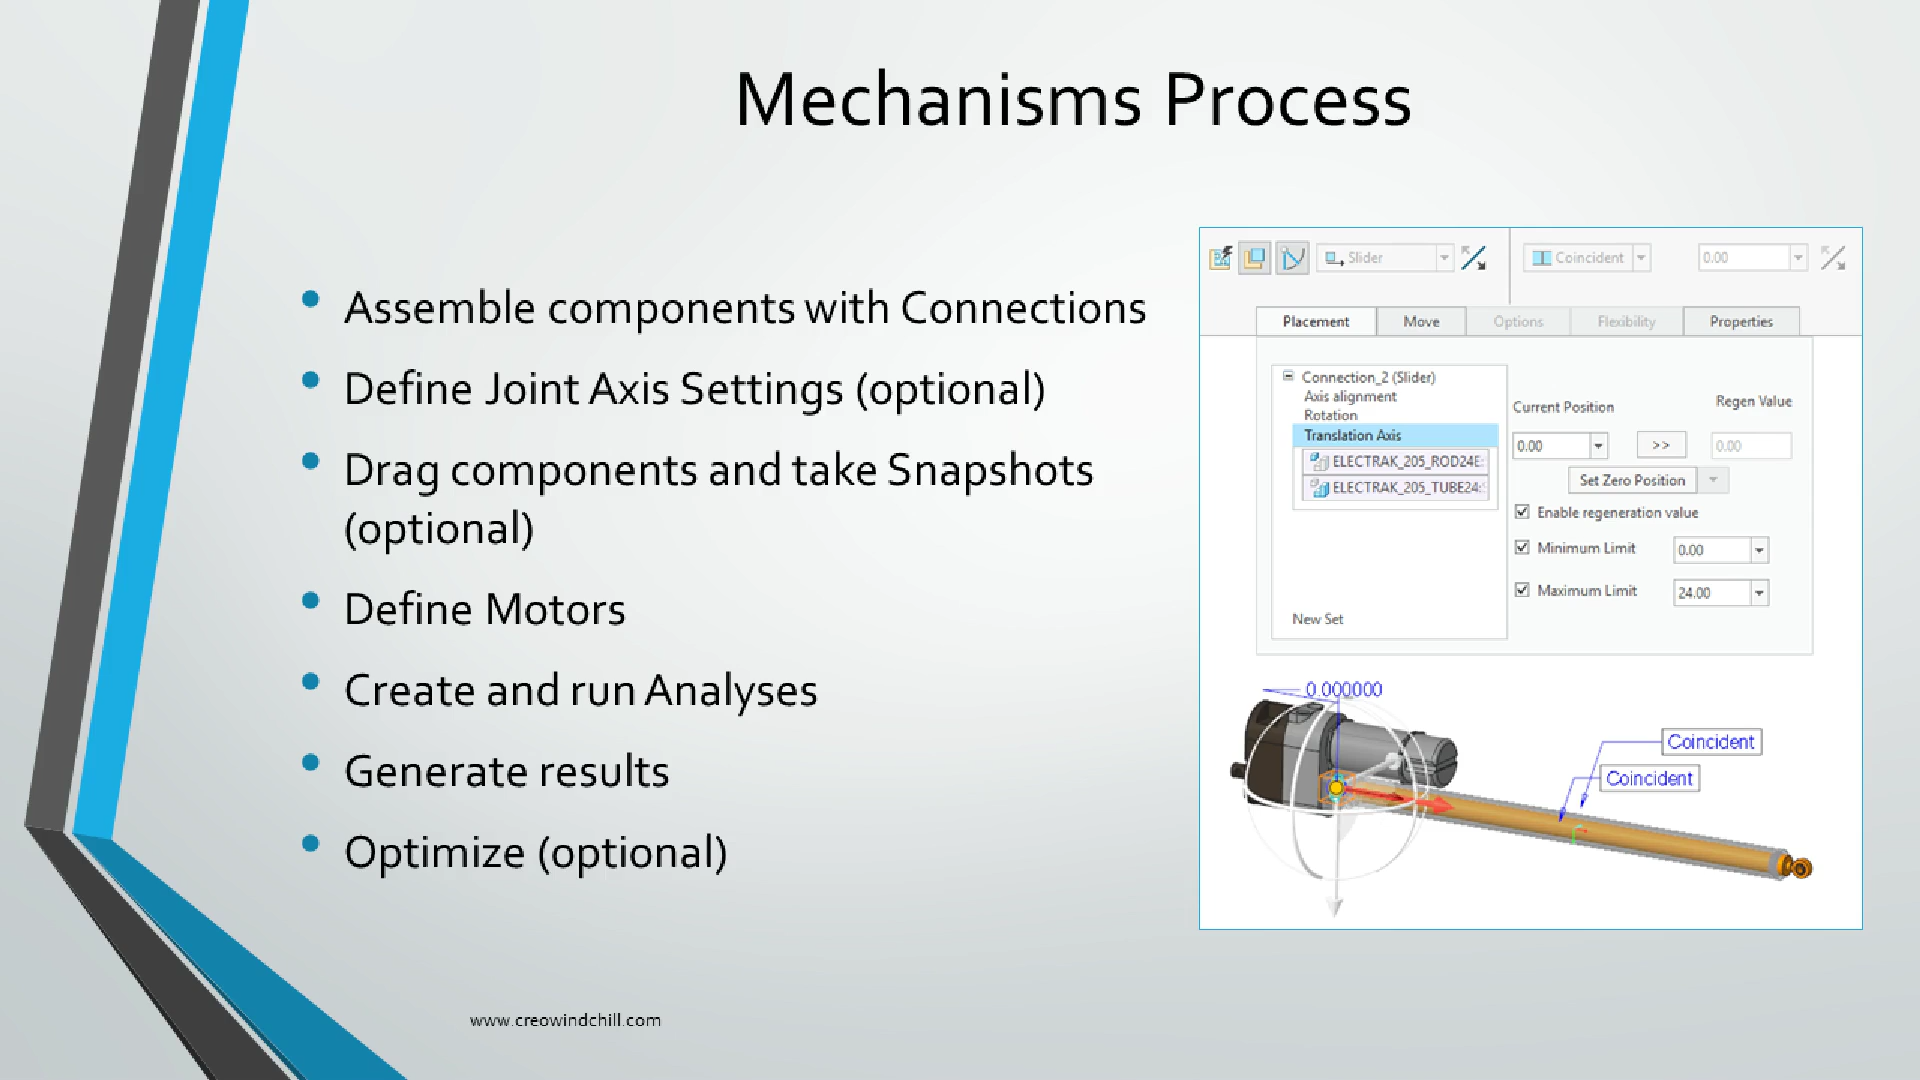 Mechanisms Process
• Assemble components with Connections
• Define Joint Axis Settings (optional)
• Drag components and take Snapshots
(optional)
• Define Motors
• Create and run Analyses
• Generate results
• Optimize (optional)
www.creowindchill.com
Slider
Coincident
0.00
Placement Move Options Flexibility Properties
Connection_2 (Slider)
Axis alignment
Rotation
Translation Axis
ELECTRAK_205_ROD24E:
ELECTRAK_205_TUBE24:
New Set
Current Position
Regen Value
0.00 >> 0.00
Set Zero Position
Enable regeneration value
Minimum Limit 0.00
Maximum Limit 24.00
0.000000
Coincident
Coincident